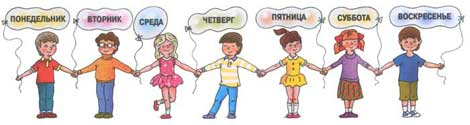 ПОНЕДЕЛЬНИК
ВТОРНИК
СРЕДА
ЧЕТВЕРГ
ПЯТНИЦА
СУББОТА
ВОСКРЕСЕНЬЕ